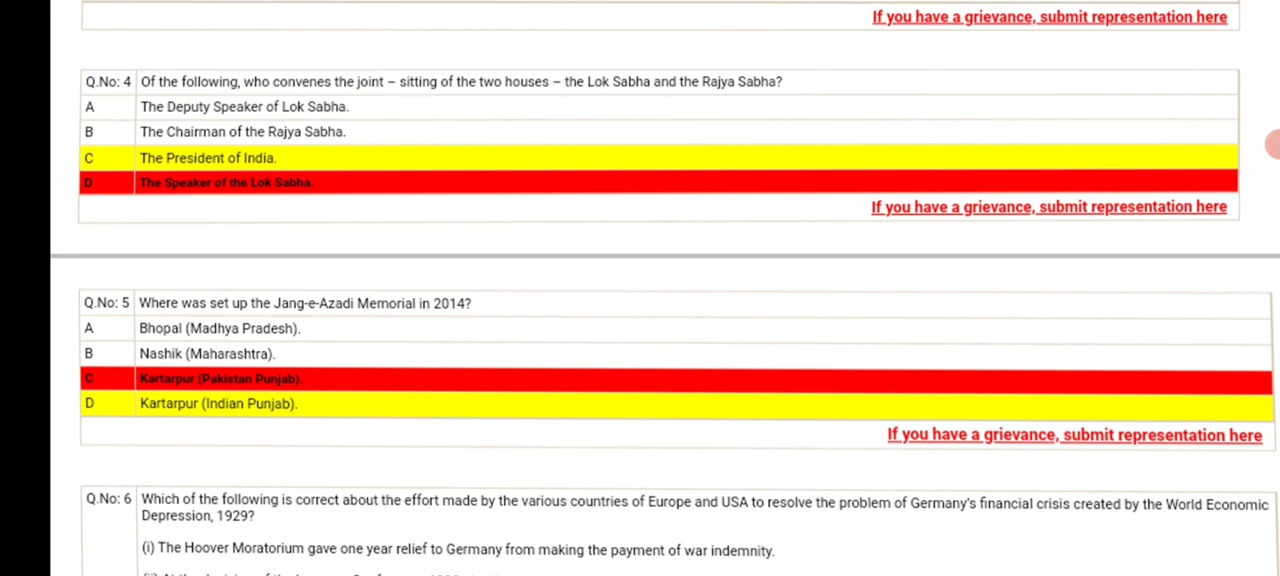 If you have a grievance, submit representation here
Q.No: 4 Of the following, who convenes the joint – sitting of the two houses – the Lok Sabha and the Rajya Sabha?
A The Deputy Speaker of Lok Sabha.
B The Chairman of the Rajya Sabha.
C The President of India.
D The Speaker of the Lok Sabha.
If you have a grievance, submit representation here
Q.No: 5 Where was set up the Jang-e-Azadi Memorial in 2014?
A Bhopal (Madhya Pradesh).
B Nashik (Maharashtra).
C Kartarpur (Pakistan Punjab).
D Kartarpur (Indian Punjab).
If you have a grievance, submit representation here
Q.No: 6 Which of the following is correct about the effort made by the various countries of Europe and USA to resolve the problem of Germany's financial crisis created by the World Economic
Depression, 1929?
(i) The Hoover Moratorium gave one year relief to Germany from making the payment of war indemnity.